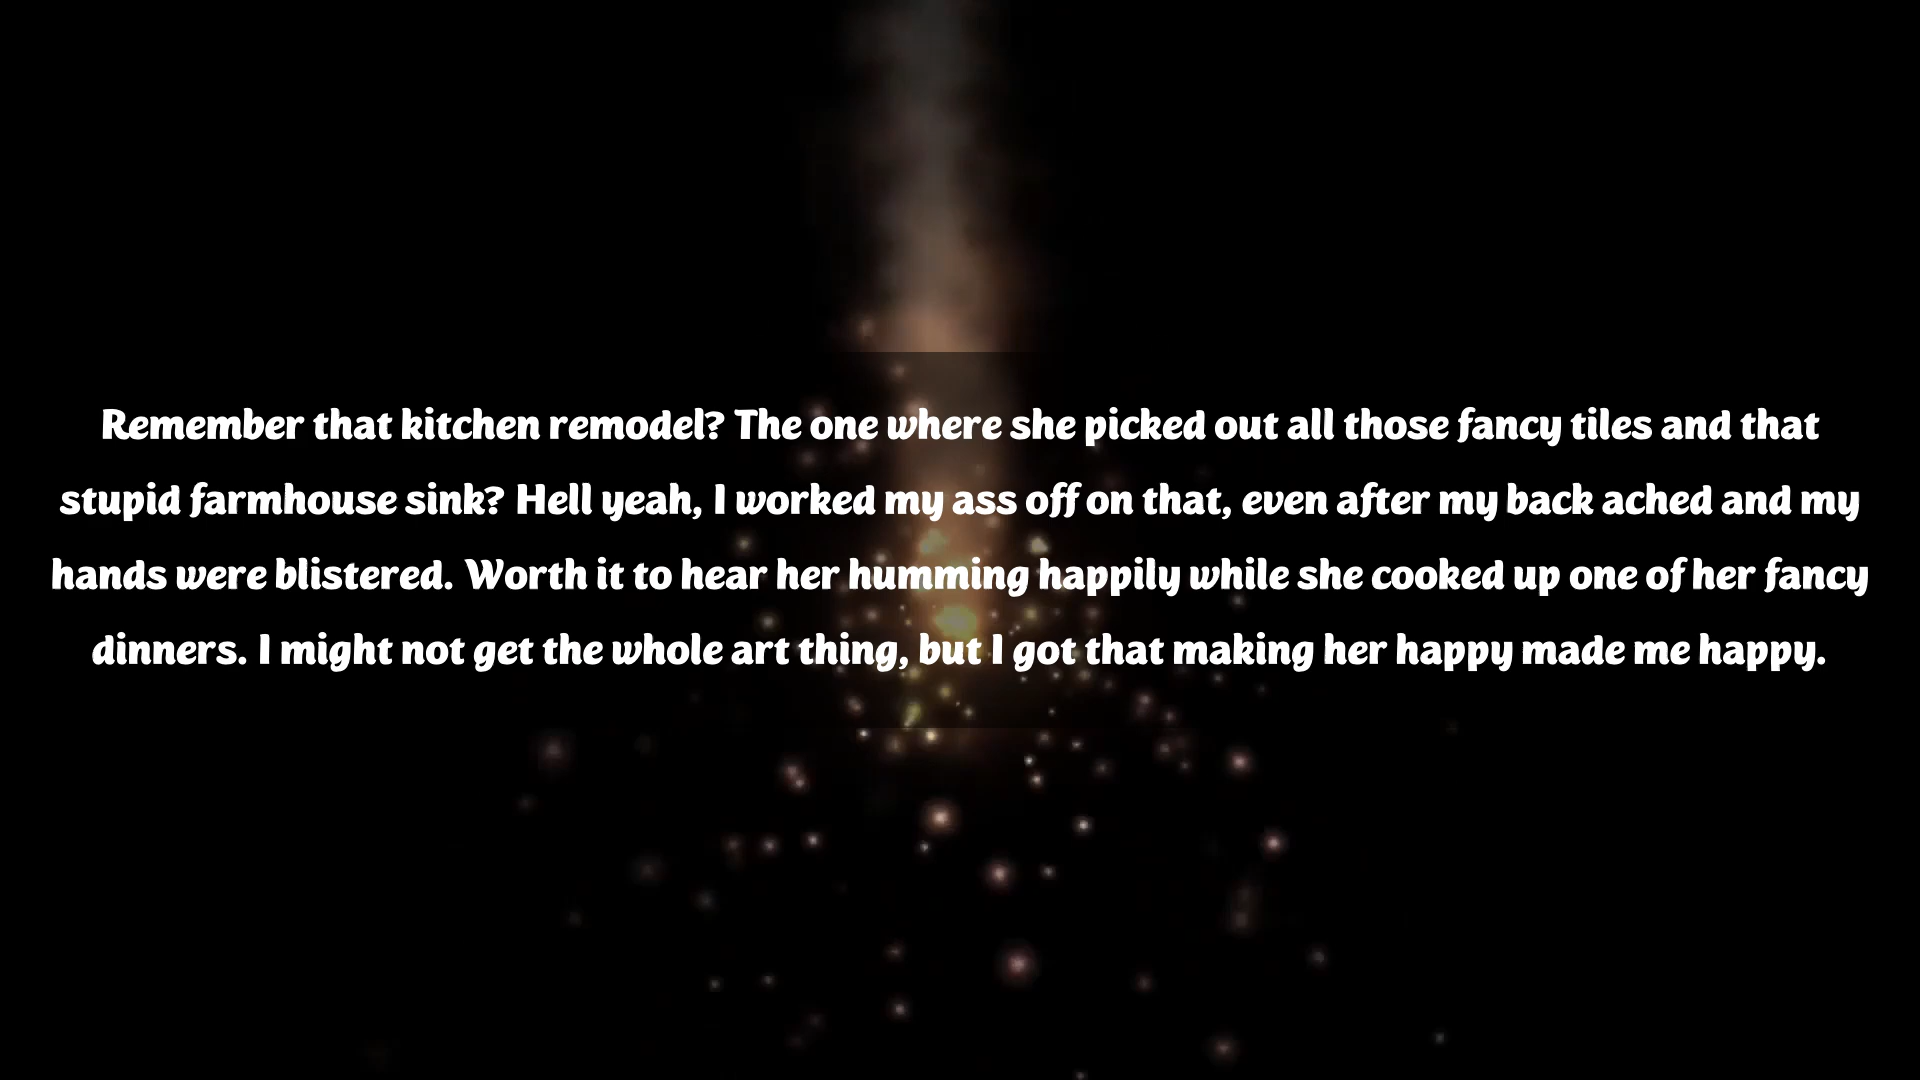 Remember that kitchen remodel? The one where she picked out all those fancy tiles and that
stupid farmhouse sink? Hell yeah, I worked my ass off on that, even after my back ached and my
hands were blistered. Worth it to hear her humming happily while she cooked up one of her fancy
dinners. I might not get the whole art thing, but I got that making her happy made me happy.